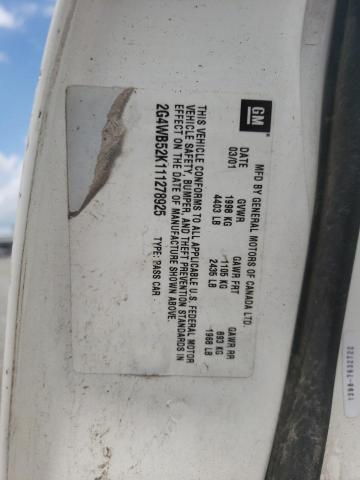 GM
MFD BY GENERAL MOTORS OF CANADA LTD.
DATE GVWR GAWR FRT GAWR RR
03/01 1998 KG 1105 KG 893 KG
4403 LB 2435 LB 1968 LB
THIS VEHICLE CONFORMS TO ALL APPLICABLE U.S. FEDERAL MOTOR
VEHICLE SAFETY, BUMPER, AND THEFT PREVENTION STANDARDS IN
EFFECT ON THE DATE OF MANUFACTURE SHOWN ABOVE.
2G4WB52K111278925 TYPE: PASS CAR